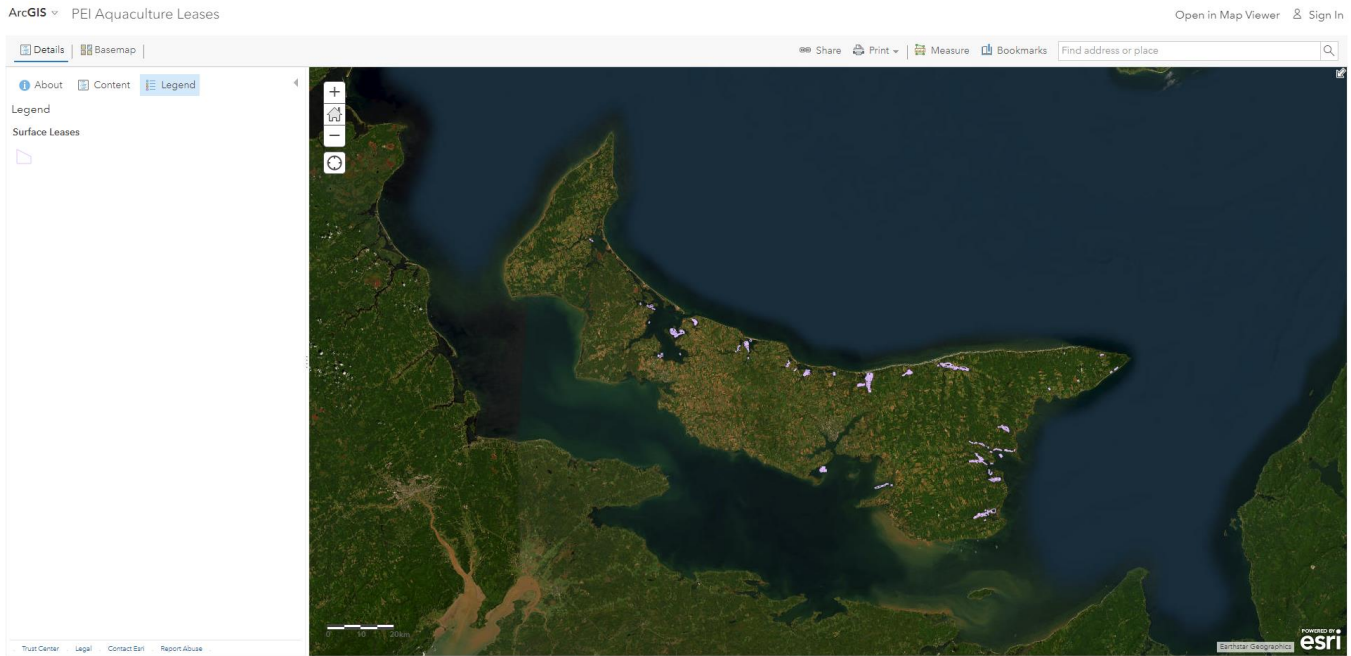 ArcGIS PEI Aquaculture Leases
Open in Map Viewer Sign In
Details Basemap
Share Print Measure Bookmarks Find address or place
About Content Legend
Legend
Surface Leases
+
−
0 10 20km
Trust Center Legal Contact Esri Report Abuse
Earthstar Geographics
POWERED BY
esri